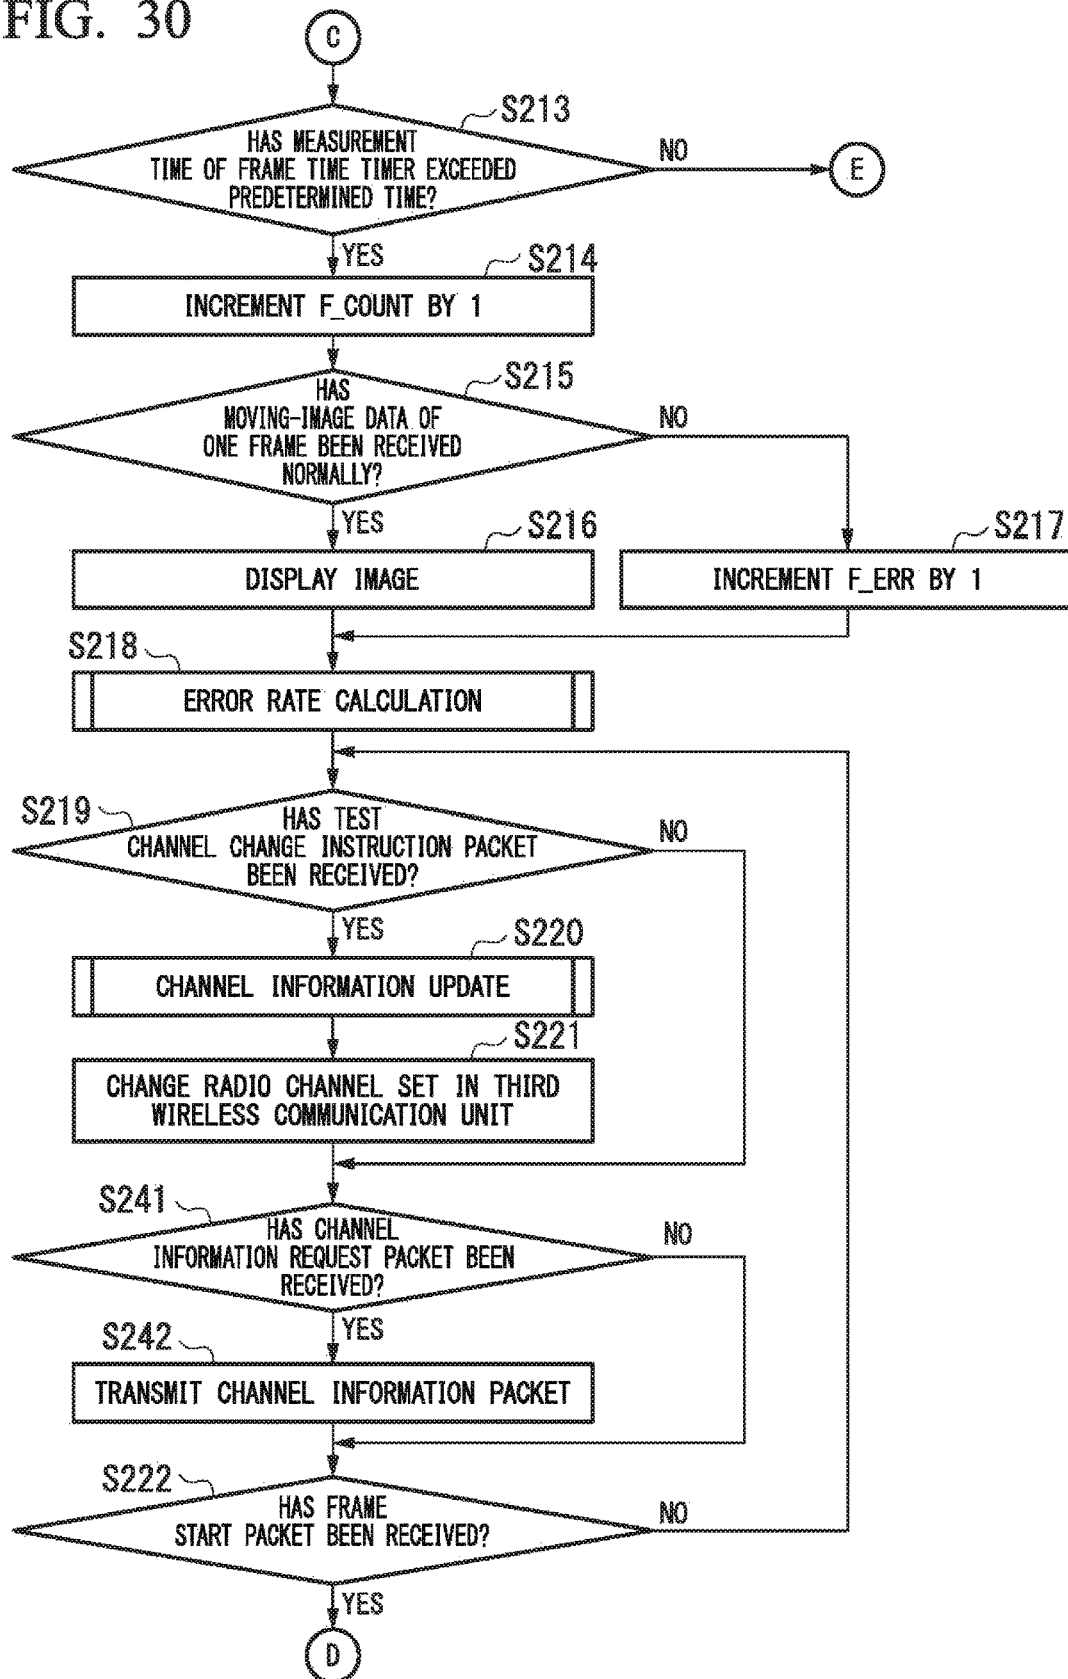 FIG. 30
C
S213
HAS MEASUREMENT
TIME OF FRAME TIME TIMER EXCEEDED
PREDETERMINED TIME?
NO
E
YES
S214
INCREMENT F_COUNT BY 1
S215
HAS
MOVING-IMAGE DATA OF
ONE FRAME BEEN RECEIVED
NORMALLY?
NO
YES
S216
DISPLAY IMAGE
S217
INCREMENT F_ERR BY 1
S218
ERROR RATE CALCULATION
S219
HAS TEST
CHANNEL CHANGE INSTRUCTION PACKET
BEEN RECEIVED?
NO
YES
S220
CHANNEL INFORMATION UPDATE
S221
CHANGE RADIO CHANNEL SET IN THIRD
WIRELESS COMMUNICATION UNIT
S241
HAS CHANNEL
INFORMATION REQUEST PACKET BEEN
RECEIVED?
NO
YES
S242
TRANSMIT CHANNEL INFORMATION PACKET
S222
HAS FRAME
START PACKET BEEN RECEIVED?
NO
YES
D